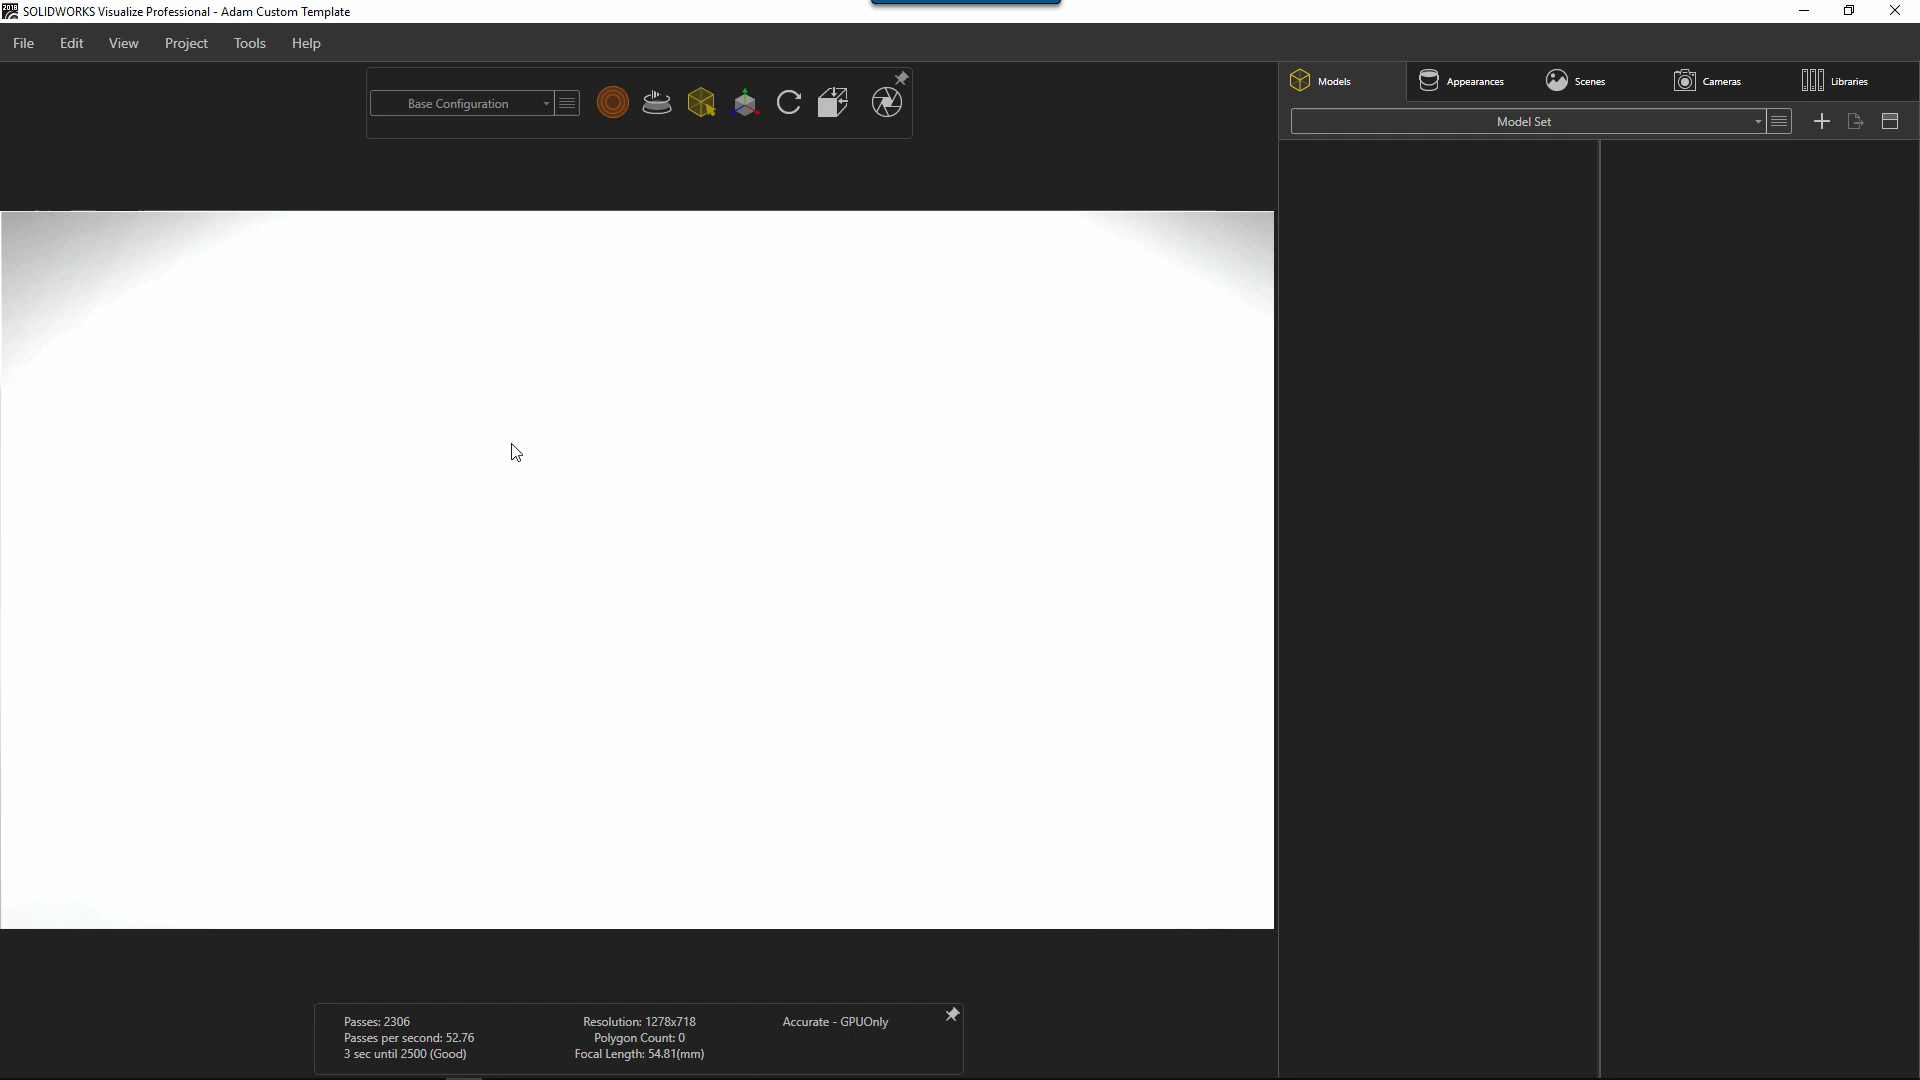 2018
SOLIDWORKS Visualize Professional - Adam Custom Template
File Edit View Project Tools Help
Base Configuration
Models Appearances Scenes Cameras Libraries
Model Set
Passes: 2306
Passes per second: 52.76
3 sec until 2500 (Good)
Resolution: 1278x718
Polygon Count: 0
Focal Length: 54.81(mm)
Accurate - GPUOnly